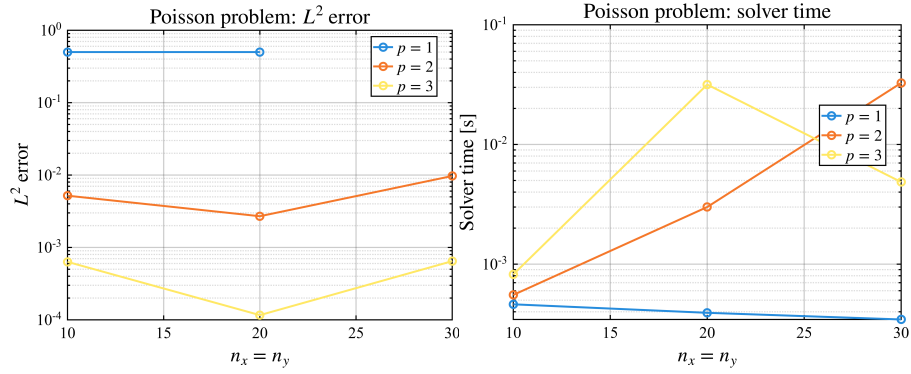 Poisson problem: L² error
10⁰
10⁻¹
10⁻²
10⁻³
10⁻⁴
L² error
p = 1
p = 2
p = 3
10
15
20
25
30
nₓ = n_y
Poisson problem: solver time
10⁻¹
10⁻²
10⁻³
Solver time [s]
p = 1
p = 2
p = 3
10
15
20
25
30
nₓ = n_y